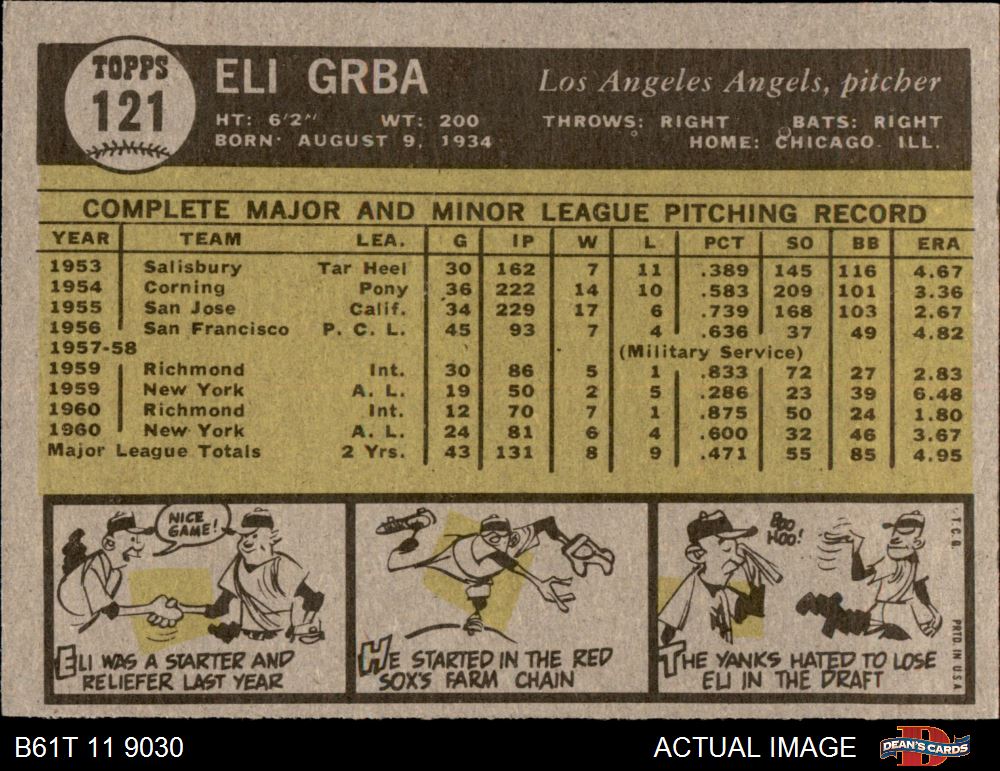 TOPPS
121
ELI GRBA
Los Angeles Angels, pitcher
HT: 6'2" WT: 200 THROWS: RIGHT BATS: RIGHT
BORN: AUGUST 9, 1934 HOME: CHICAGO. ILL.
COMPLETE MAJOR AND MINOR LEAGUE PITCHING RECORD
YEAR TEAM LEA. G IP W L PCT SO BB ERA
1953 Salisbury Tar Heel 30 162 7 11 .389 145 116 4.67
1954 Corning Pony 36 222 14 10 .583 209 101 3.36
1955 San Jose Calif. 34 229 17 6 .739 168 103 2.67
1956 San Francisco P. C. L. 45 93 7 4 .636 37 49 4.82
1957-58 (Military Service)
1959 Richmond Int. 30 86 5 1 .833 72 27 2.83
1959 New York A. L. 19 50 2 5 .286 23 39 6.48
1960 Richmond Int. 12 70 7 1 .875 50 24 1.80
1960 New York A. L. 24 81 6 4 .600 32 46 3.67
Major League Totals 2 Yrs. 43 131 8 9 .471 55 85 4.95
NICE
GAME!
ELI WAS A STARTER AND
RELIEFER LAST YEAR
HE STARTED IN THE RED
SOX'S FARM CHAIN
BOO
HOO!
THE YANKS HATED TO LOSE
ELI IN THE DRAFT
T.C.G. PRTD IN U.S.A
B61T 11 9030
ACTUAL IMAGE
DEAN'S CARDS